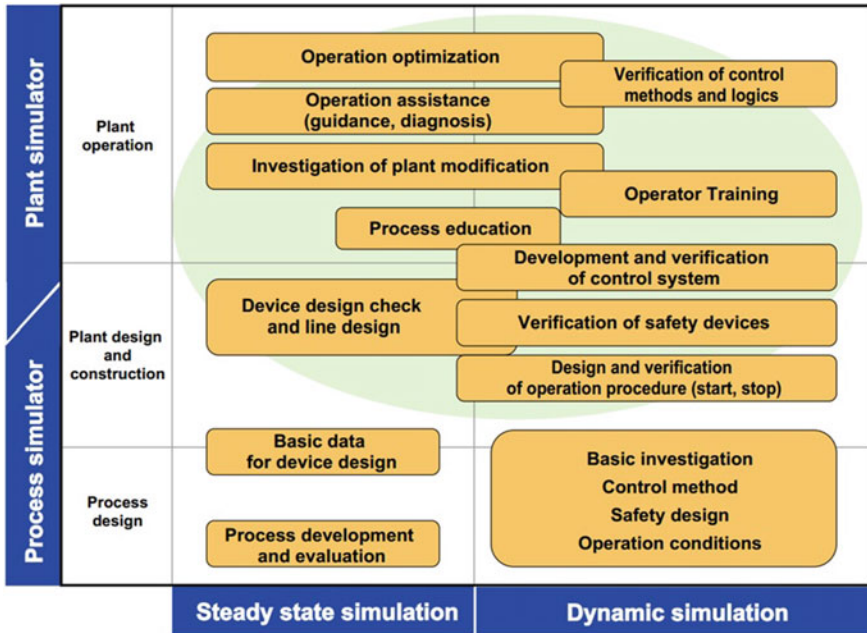 Plant simulator
Process simulator
Plant
operation
Plant design
and
construction
Process
design
Operation optimization
Verification of control
methods and logics
Operation assistance
(guidance, diagnosis)
Investigation of plant modification
Operator Training
Process education
Development and verification
of control system
Device design check
and line design
Verification of safety devices
Design and verification
of operation procedure (start, stop)
Basic data
for device design
Basic investigation
Control method
Safety design
Operation conditions
Process development
and evaluation
Steady state simulation
Dynamic simulation